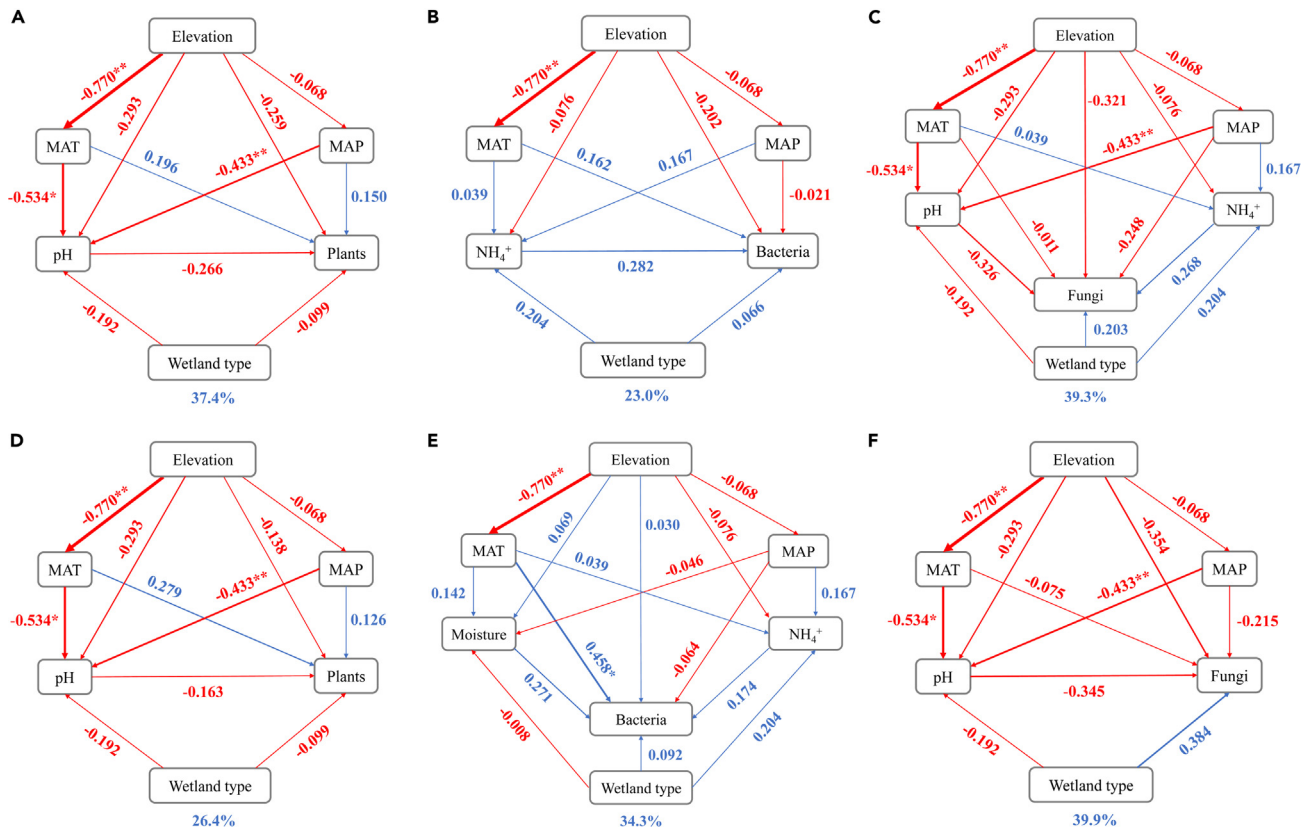 A
Elevation
-0.770**
-0.293
-0.259
-0.068
MAT
MAP
0.196
-0.433**
-0.534*
0.150
pH
Plants
-0.266
-0.192
-0.099
Wetland type
37.4%
B
Elevation
-0.770**
-0.076
-0.202
-0.068
MAT
MAP
0.162
0.167
0.039
-0.021
NH₄⁺
Bacteria
0.282
0.204
0.066
Wetland type
23.0%
C
Elevation
-0.770**
-0.293
-0.321
-0.076
-0.068
MAT
MAP
0.039
-0.433**
-0.534*
0.167
pH
NH₄⁺
-0.011
-0.248
-0.326
0.268
Fungi
-0.192
0.203
0.204
Wetland type
39.3%
D
Elevation
-0.770**
-0.293
-0.138
-0.068
MAT
MAP
0.279
-0.433**
-0.534*
0.126
pH
Plants
-0.163
-0.192
-0.099
Wetland type
26.4%
E
Elevation
-0.770**
0.069
0.030
-0.076
-0.068
MAT
MAP
0.039
-0.046
0.142
0.167
Moisture
NH₄⁺
0.458*
-0.064
0.271
0.174
Bacteria
-0.008
0.092
0.204
Wetland type
34.3%
F
Elevation
-0.770**
-0.293
-0.354
-0.068
MAT
MAP
-0.075
-0.433**
-0.534*
-0.215
pH
Fungi
-0.345
-0.192
0.384
Wetland type
39.9%